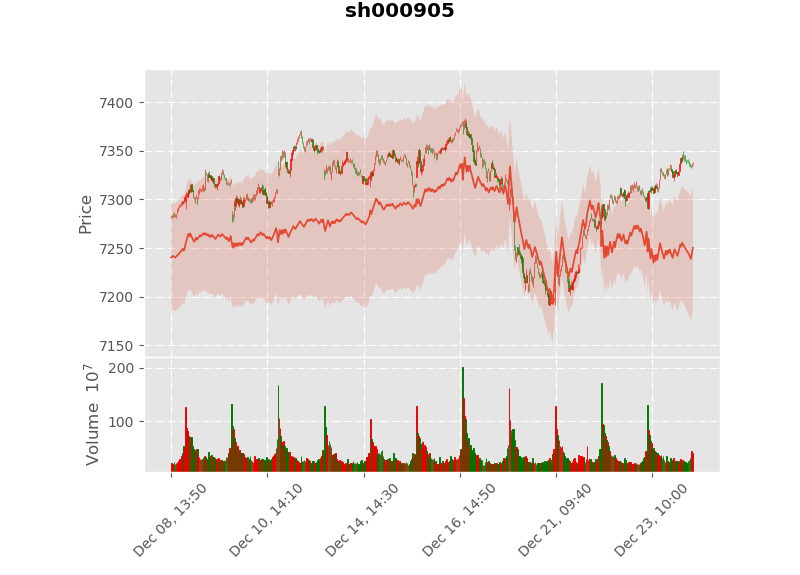 sh000905
7400
7350
7300
7250
7200
7150
Price
200
100
Volume 10^7
Dec 08, 13:50
Dec 10, 14:10
Dec 14, 14:30
Dec 16, 14:50
Dec 21, 09:40
Dec 23, 10:00